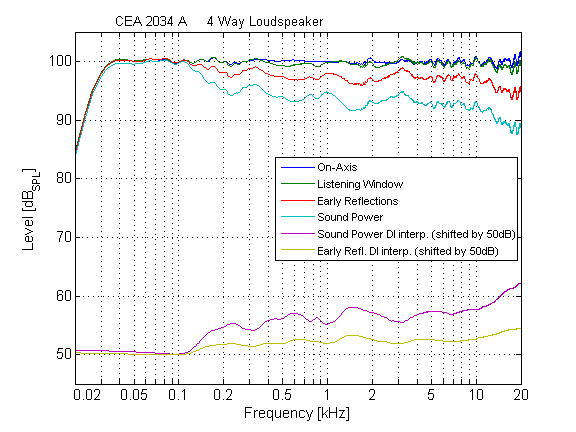 CEA 2034 A 4 Way Loudspeaker
100
90
80
70
60
50
Level [dBSPL]
On-Axis
Listening Window
Early Reflections
Sound Power
Sound Power DI interp. (shifted by 50dB)
Early Refl. DI interp. (shifted by 50dB)
0.02 0.05 0.1 0.2 0.5 1 2 5 10 20
Frequency [kHz]